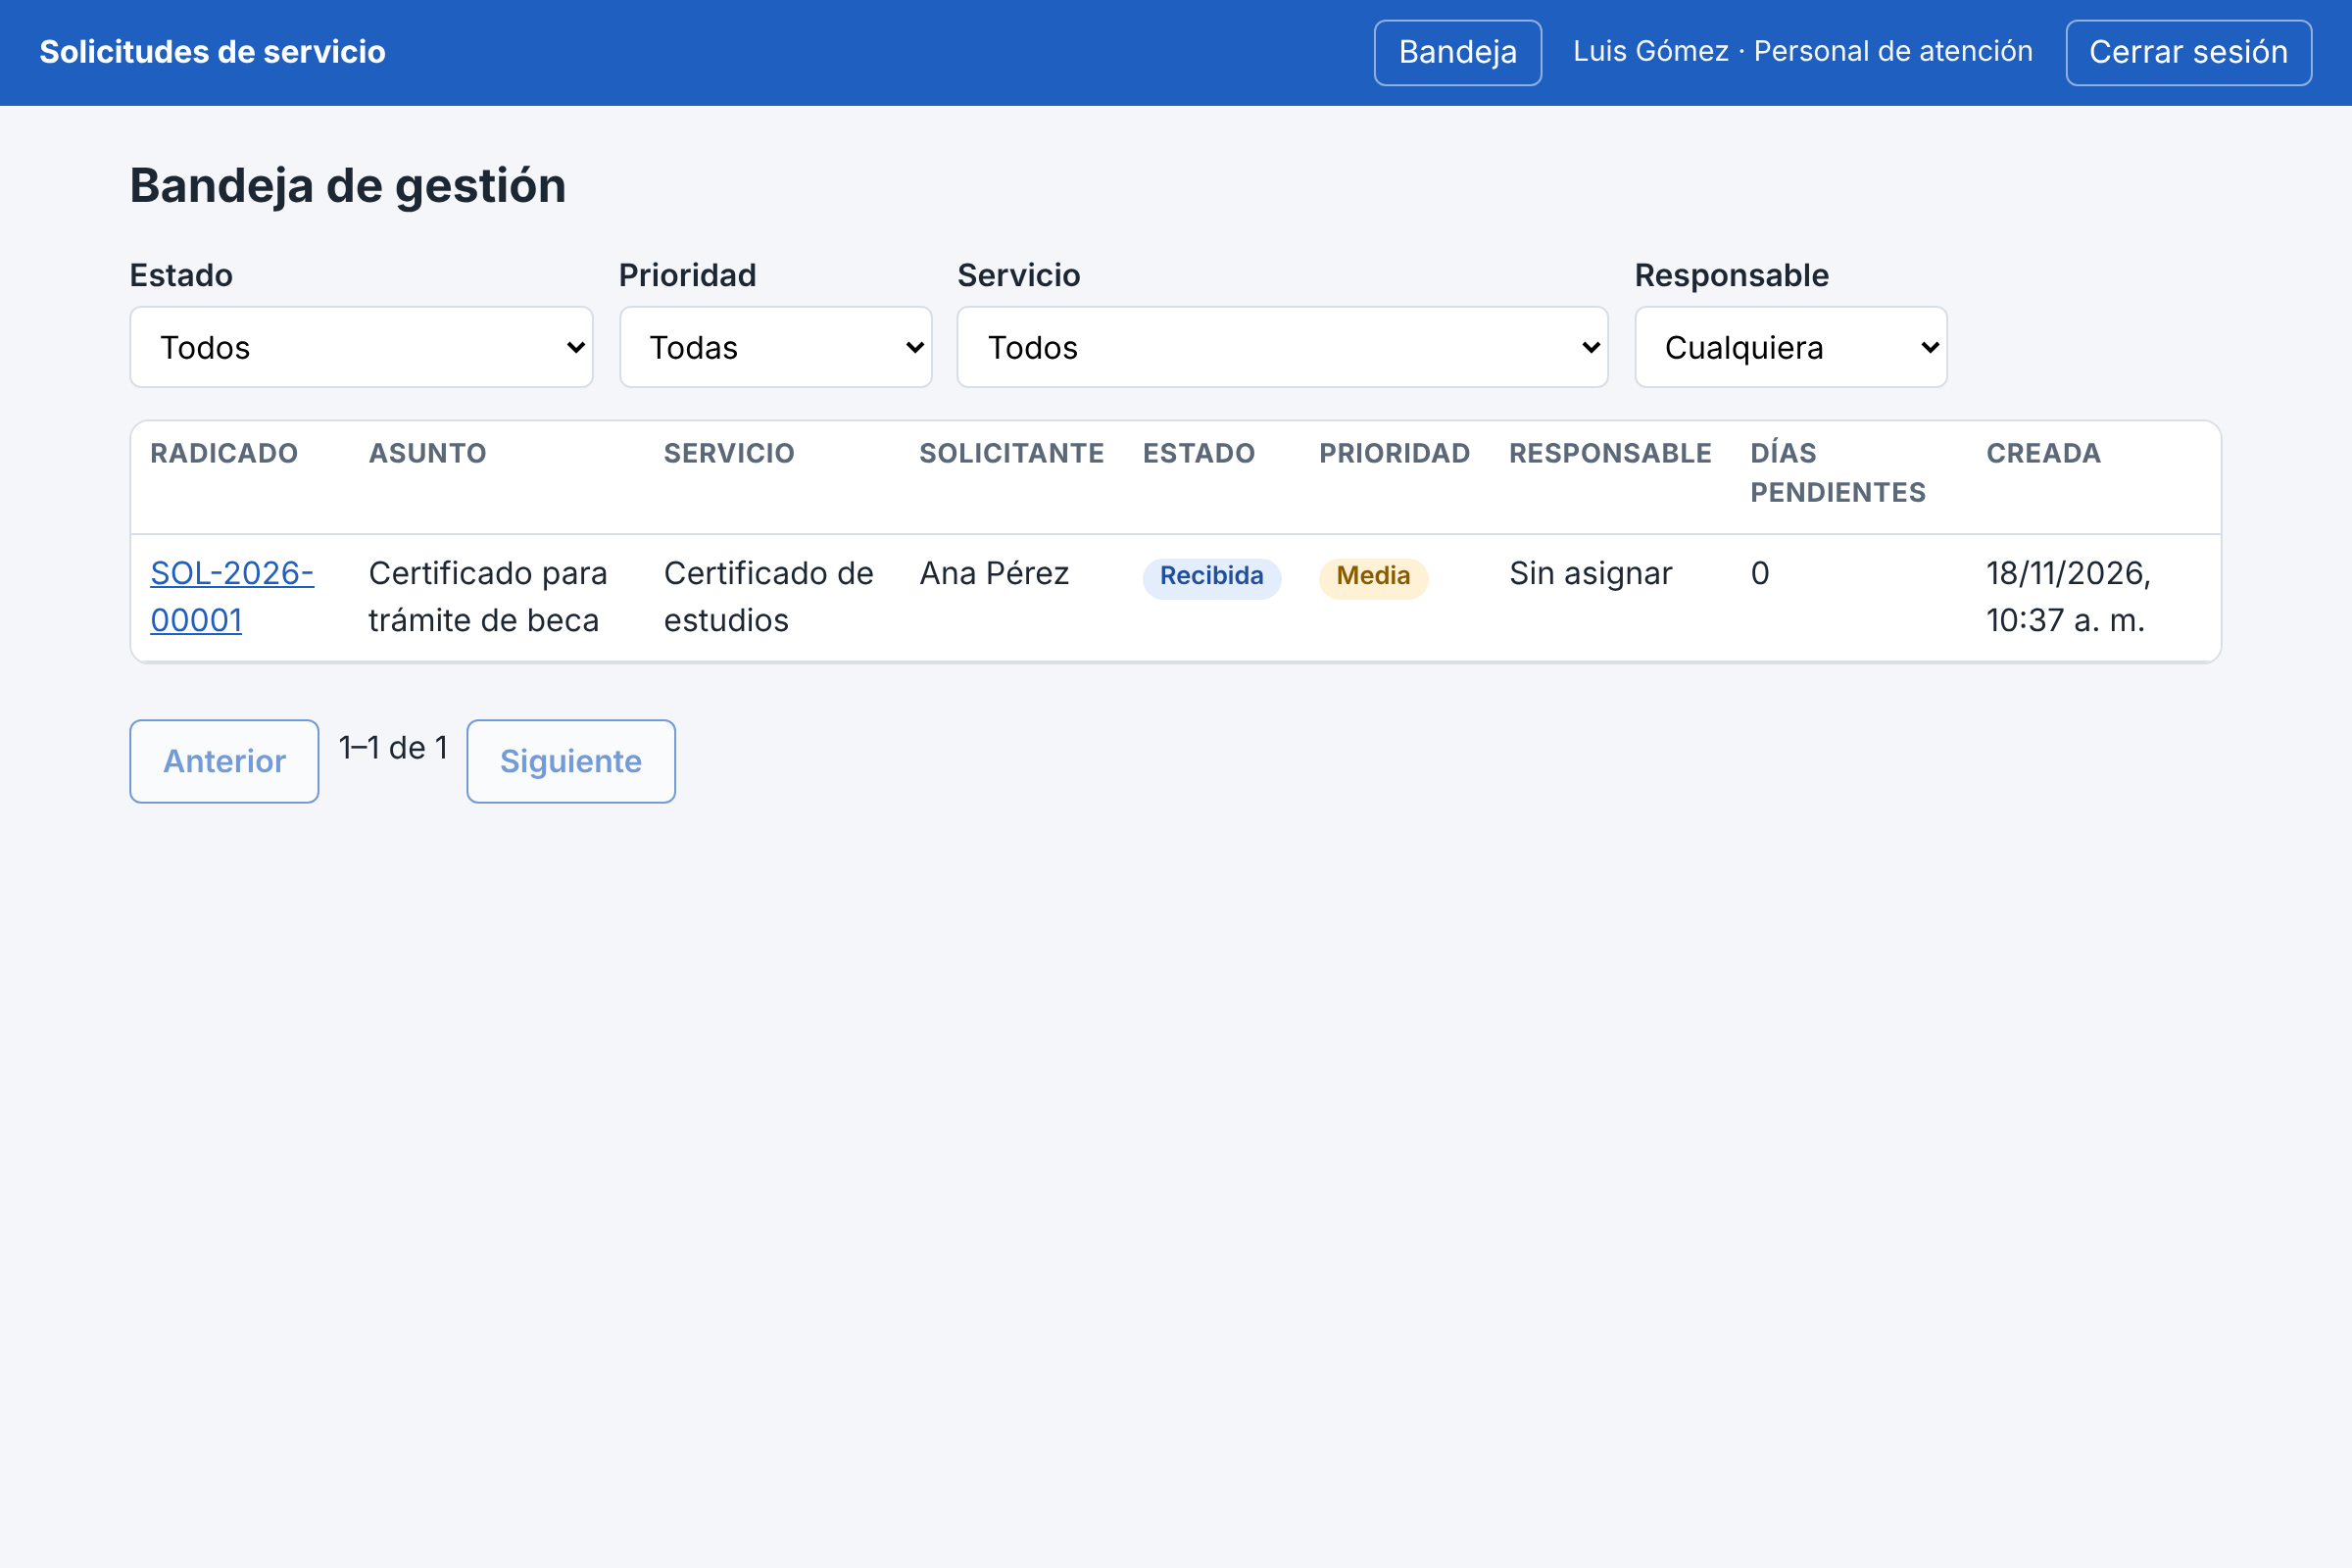 Solicitudes de servicio
Bandeja
Luis Gómez · Personal de atención
Cerrar sesión
Bandeja de gestión
Estado
Prioridad
Servicio
Responsable
Todos
Todas
Todos
Cualquiera
RADICADO ASUNTO SERVICIO SOLICITANTE ESTADO PRIORIDAD RESPONSABLE DÍAS CREADA
PENDIENTES
SOL-2026- Certificado para Certificado de Ana Pérez Recibida Media Sin asignar 0 18/11/2026,
00001 trámite de beca estudios 10:37 a. m.
Anterior 1–1 de 1 Siguiente